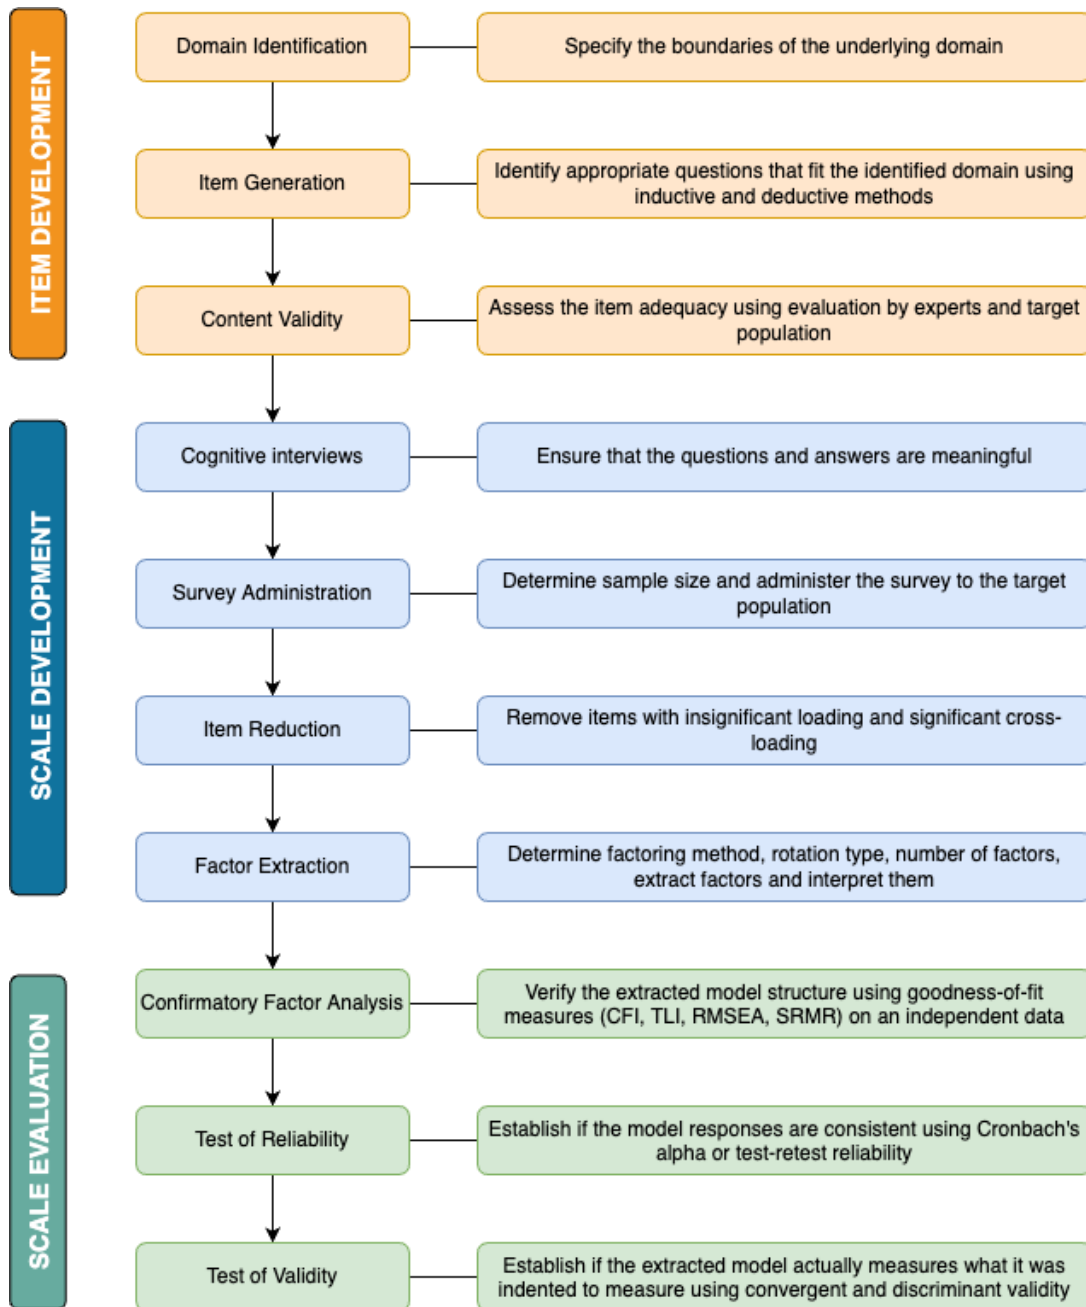 ITEM DEVELOPMENT
Domain Identification
Specify the boundaries of the underlying domain
Item Generation
Identify appropriate questions that fit the identified domain using
inductive and deductive methods
Content Validity
Assess the item adequacy using evaluation by experts and target
population
SCALE DEVELOPMENT
Cognitive interviews
Ensure that the questions and answers are meaningful
Survey Administration
Determine sample size and administer the survey to the target
population
Item Reduction
Remove items with insignificant loading and significant cross-
loading
Factor Extraction
Determine factoring method, rotation type, number of factors,
extract factors and interpret them
SCALE EVALUATION
Confirmatory Factor Analysis
Verify the extracted model structure using goodness-of-fit
measures (CFI, TLI, RMSEA, SRMR) on an independent data
Test of Reliability
Establish if the model responses are consistent using Cronbach's
alpha or test-retest reliability
Test of Validity
Establish if the extracted model actually measures what it was
indented to measure using convergent and discriminant validity